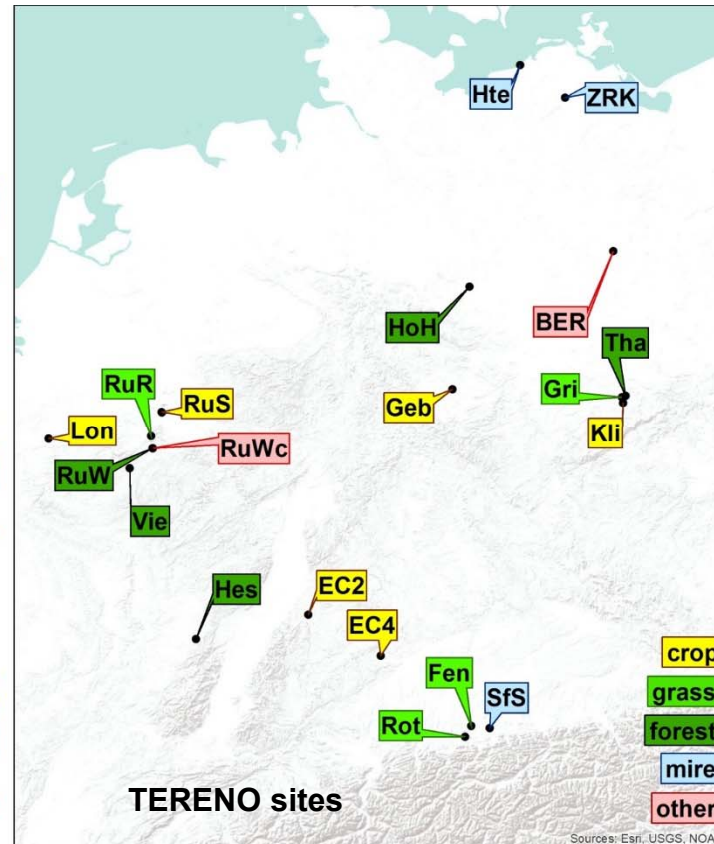 Hte
ZRK
BER
HoH
Tha
RuR
RuS
Gri
Geb
Lon
Kli
RuWc
RuW
Vie
Hes
EC2
EC4
crop
Fen
SfS
grass
Rot
forest
mire
TERENO sites
other
Sources: Esri, USGS, NOA